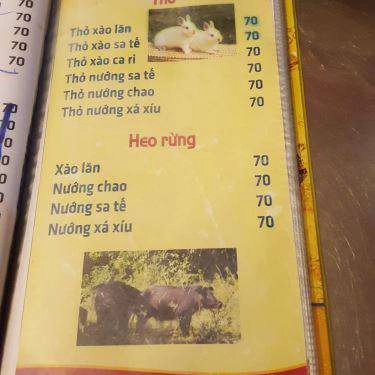 Thỏ
Thỏ xào lăn 70
Thỏ xào sa tế 70
Thỏ xào ca ri 70
Thỏ nướng sa tế 70
Thỏ nướng chao 70
Thỏ nướng xá xíu 70
Heo rừng
Xào lăn 70
Nướng chao 70
Nướng sa tế 70
Nướng xá xíu 70